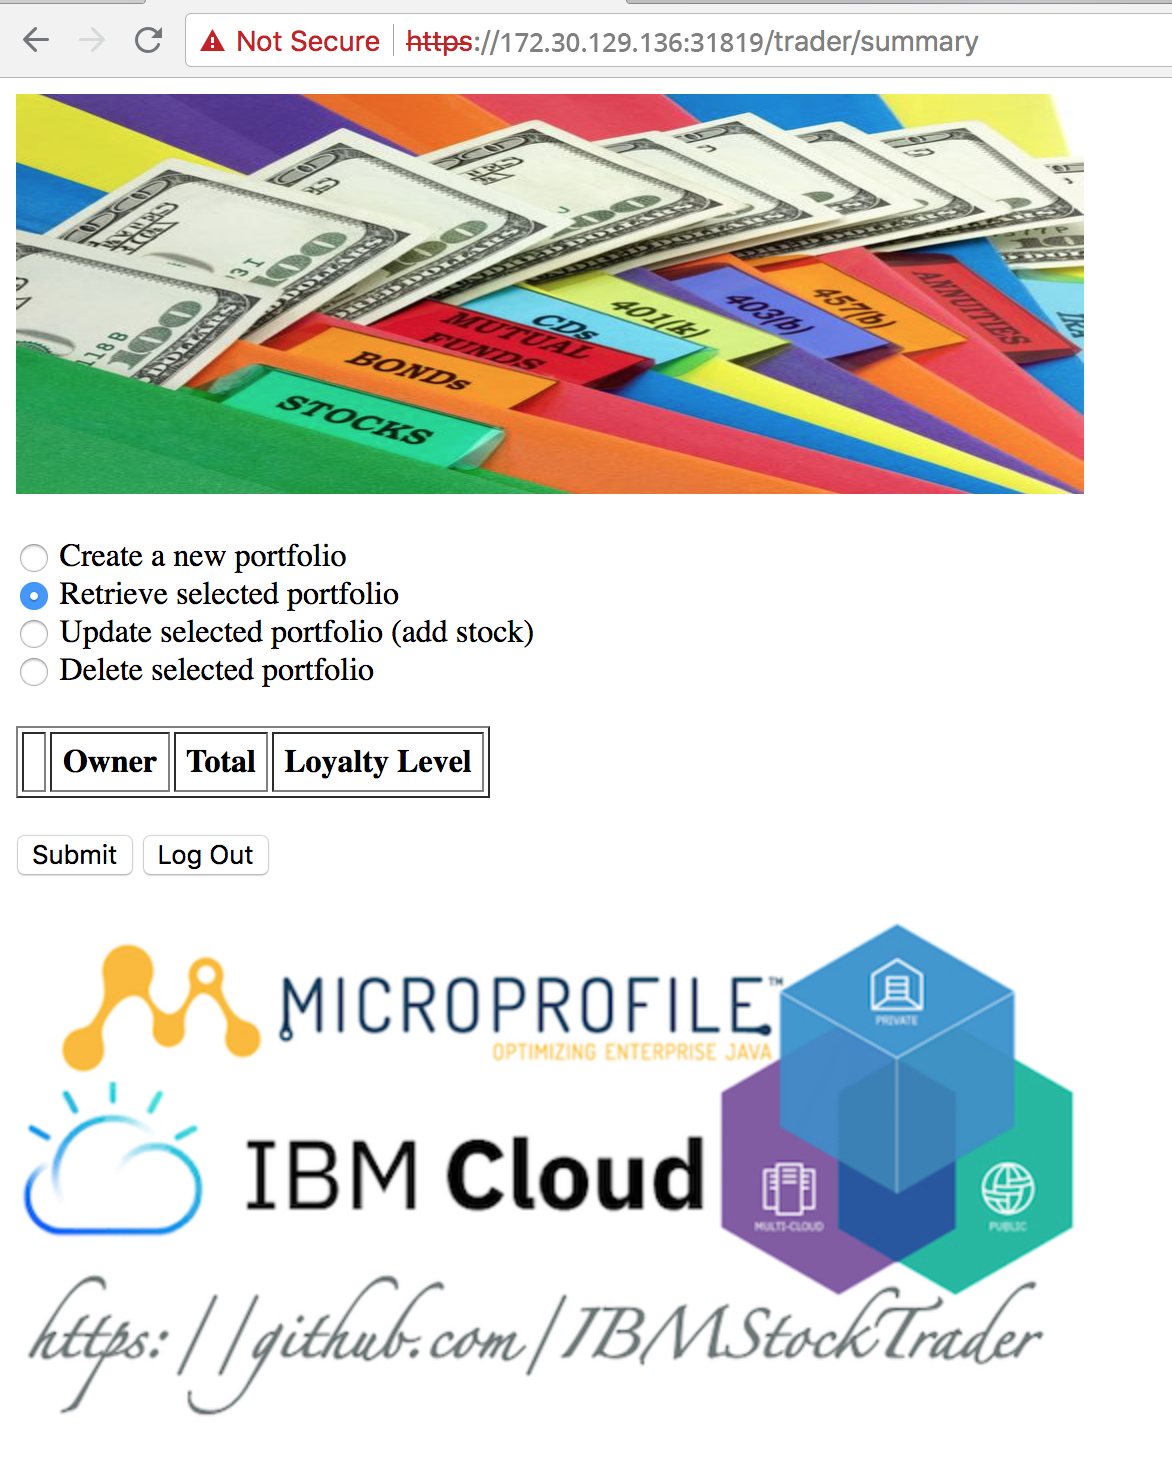 Not Secure https://172.30.129.136:31819/trader/summary
STOCKS
BONDs
MUTUAL
FUNDS
CDs
401(k)
403(b)
457(b)
ANNUITIES
100
Create a new portfolio
Retrieve selected portfolio
Update selected portfolio (add stock)
Delete selected portfolio
Owner Total Loyalty Level
Submit Log Out
MICROPROFILE™
OPTIMIZING ENTERPRISE JAVA
PRIVATE
IBM Cloud
MULTI-CLOUD PUBLIC
https://github.com/IBMStockTrader